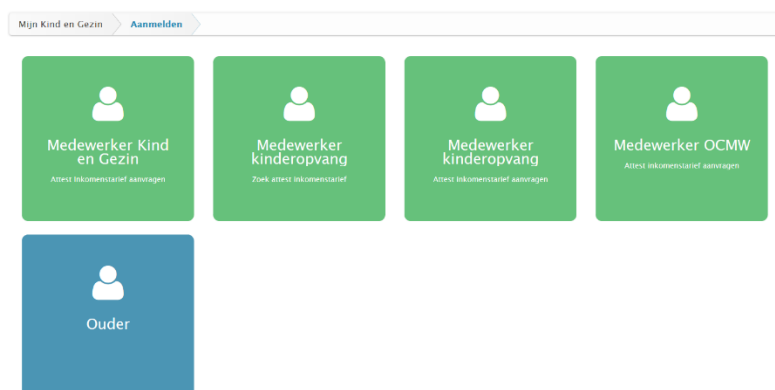 Mijn Kind en Gezin Aanmelden
Medewerker Kind
en Gezin
Attest Inkomenstarief aanvragen
Medewerker
kinderopvang
Zoek attest inkomenstarief
Medewerker
kinderopvang
Attest inkomenstarief aanvragen
Medewerker OCMW
Attest inkomenstarief aanvragen
Ouder